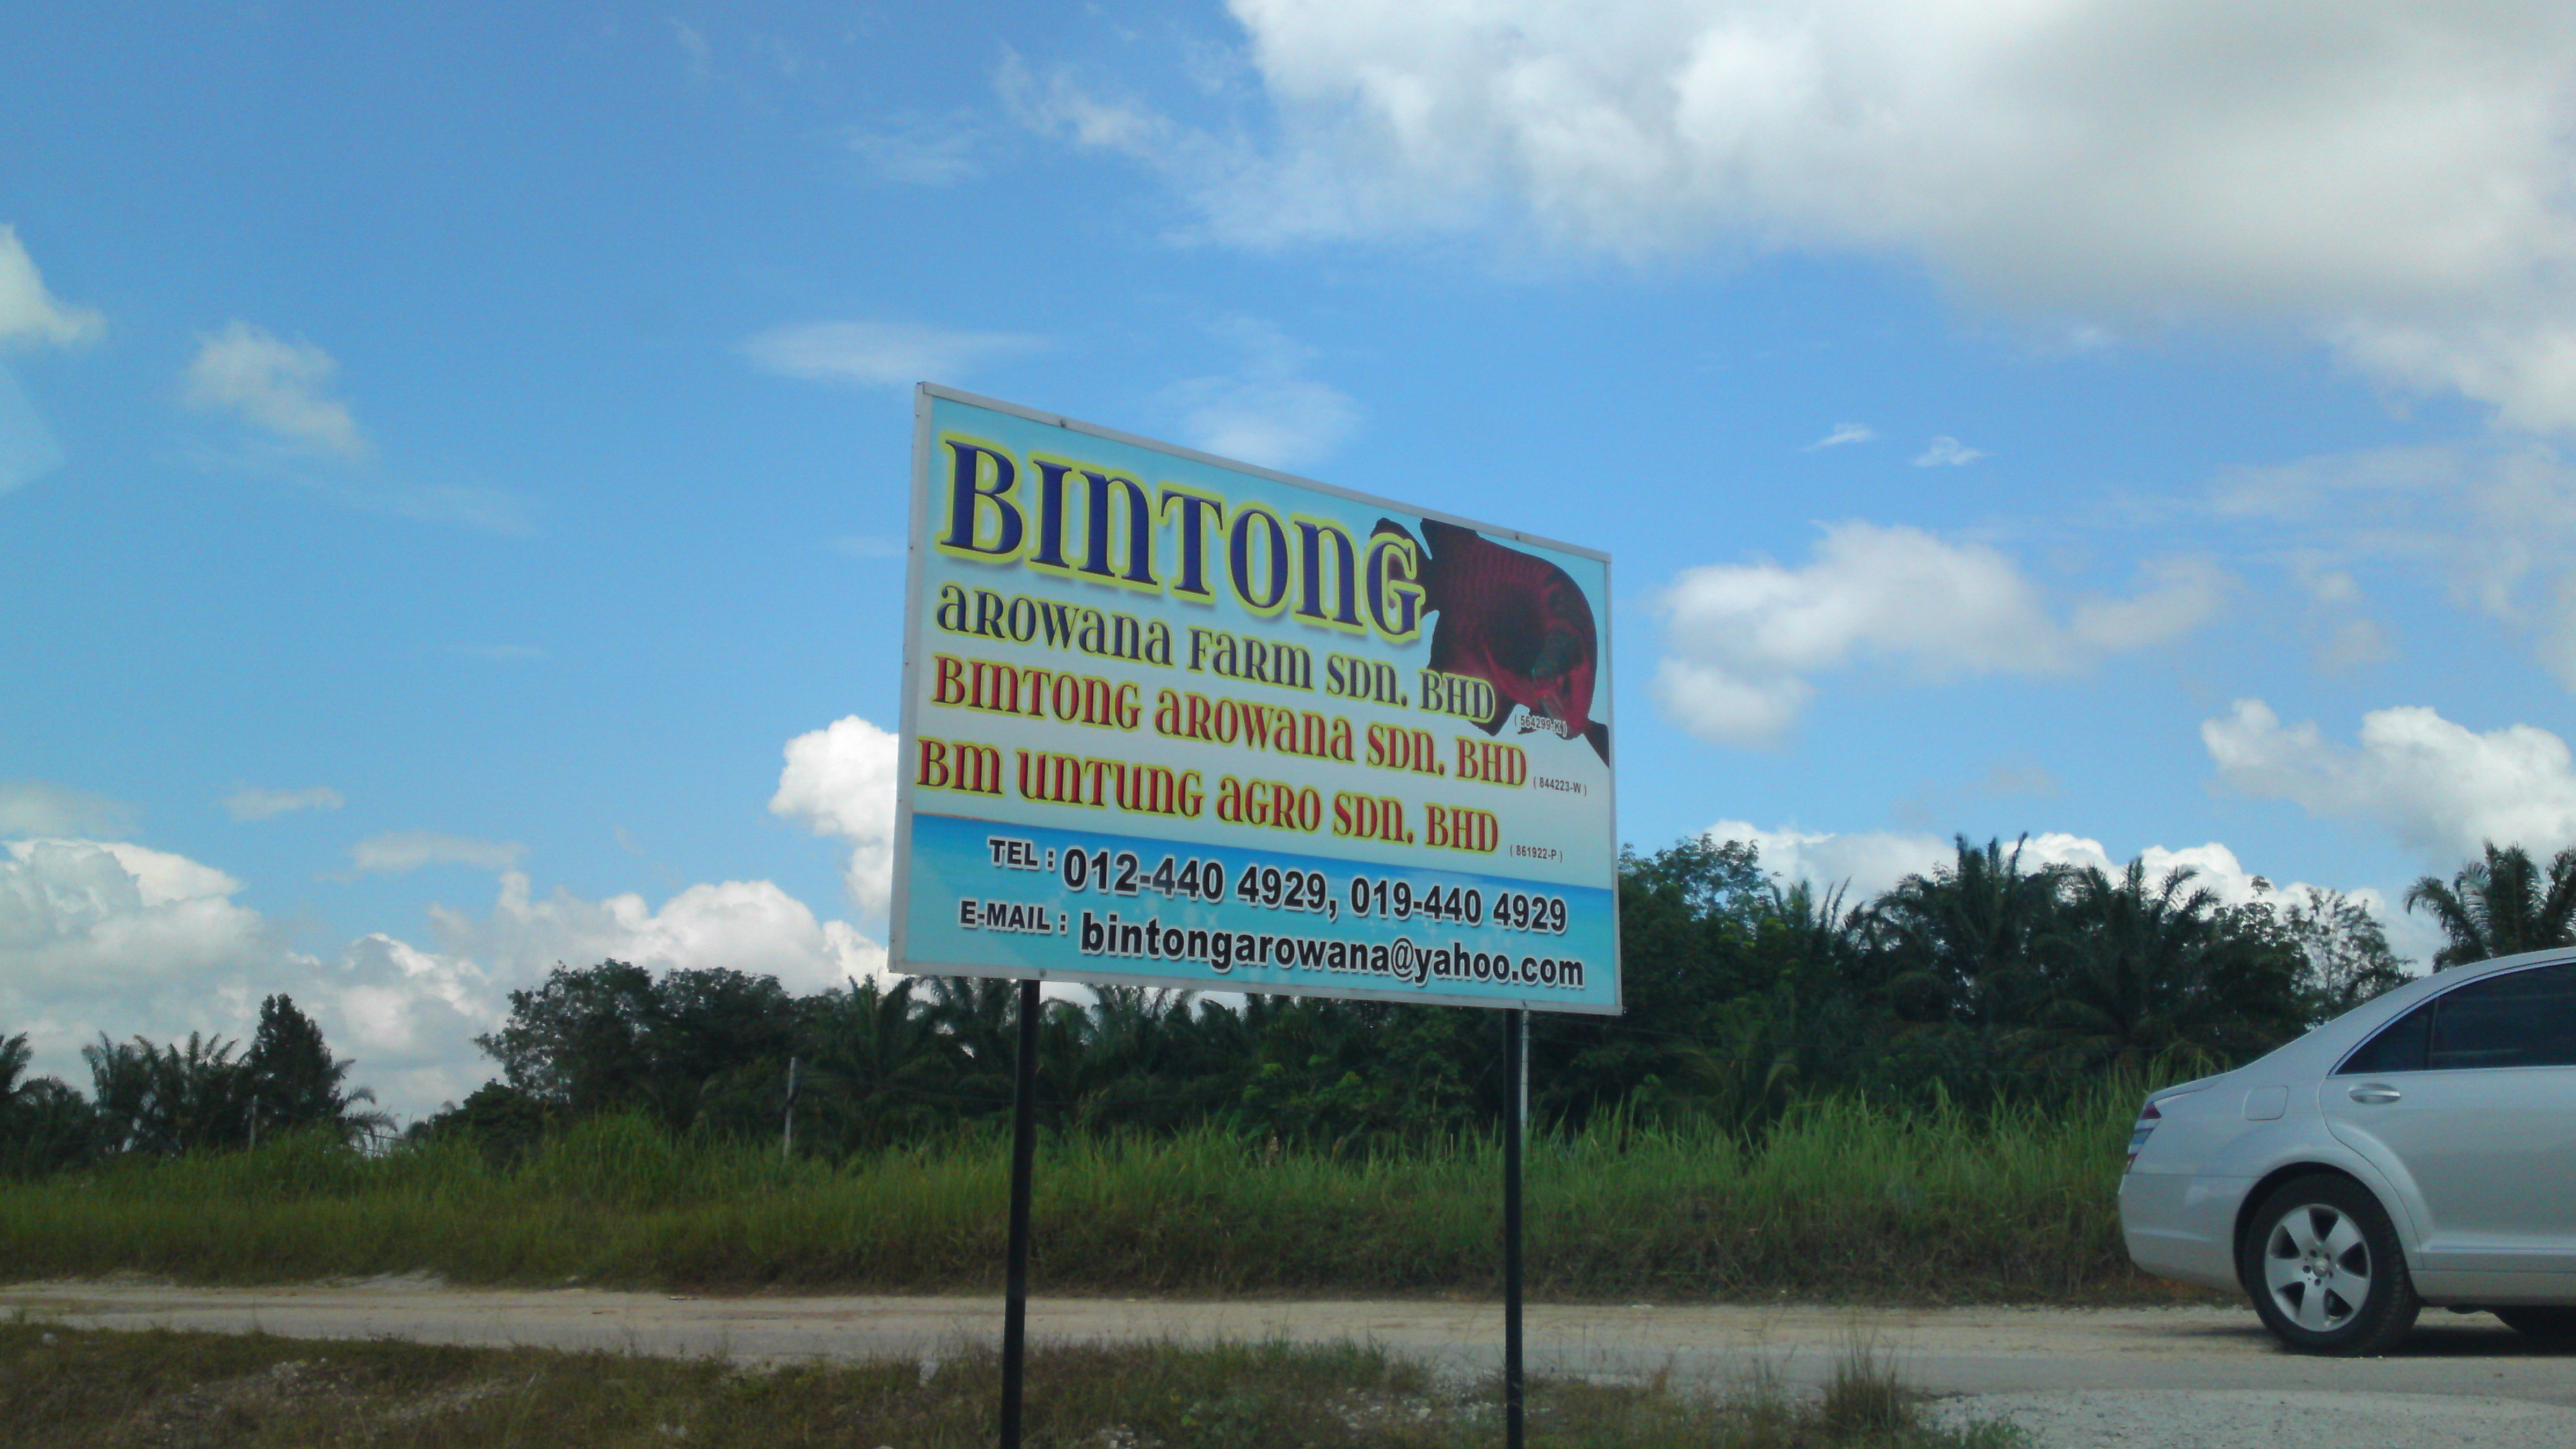 BINTONG
AROWANA FARM SDN. BHD (564299-K)
BINTONG AROWANA SDN. BHD (844223-W)
BM UNTUNG AGRO SDN. BHD (861922-P)
TEL : 012-440 4929, 019-440 4929
E-MAIL : bintongarowana@yahoo.com